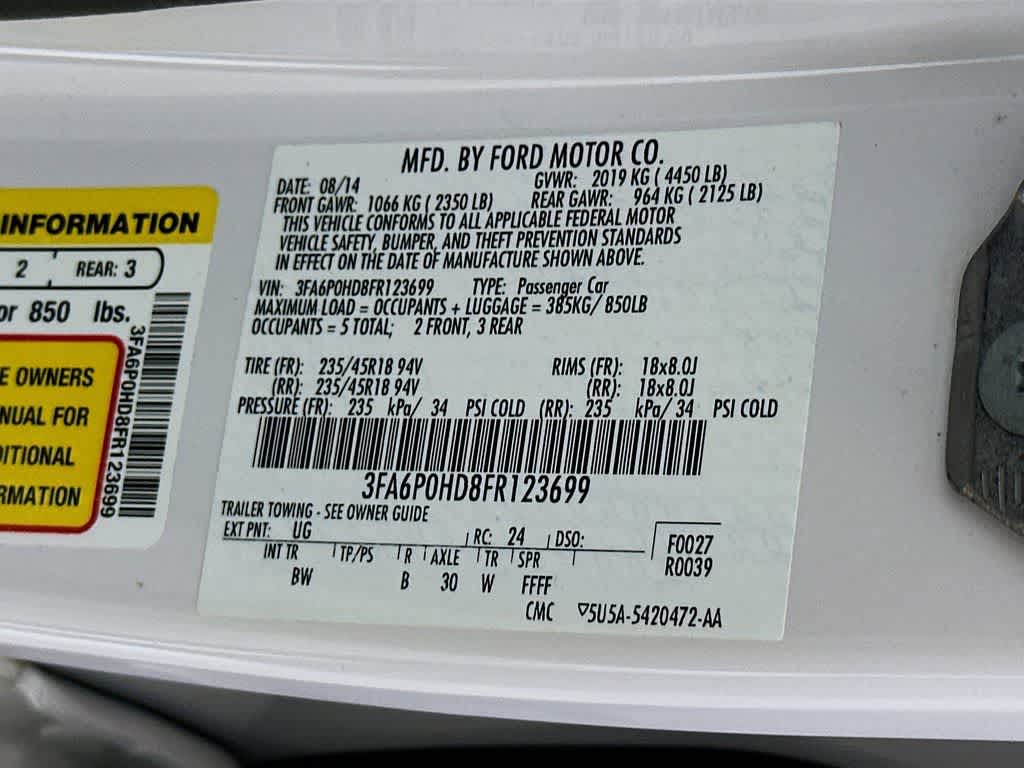 INFORMATION
2 REAR: 3
or 850 lbs.
E OWNERS
NUAL FOR
DITIONAL
RMATION
3FA6P0HD8FR123699
MFD. BY FORD MOTOR CO.
DATE: 08/14 GVWR: 2019 KG ( 4450 LB)
FRONT GAWR: 1066 KG ( 2350 LB) REAR GAWR: 964 KG ( 2125 LB)
THIS VEHICLE CONFORMS TO ALL APPLICABLE FEDERAL MOTOR
VEHICLE SAFETY, BUMPER, AND THEFT PREVENTION STANDARDS
IN EFFECT ON THE DATE OF MANUFACTURE SHOWN ABOVE.
VIN: 3FA6P0HD8FR123699 TYPE: Passenger Car
MAXIMUM LOAD = OCCUPANTS + LUGGAGE = 385KG/ 850LB
OCCUPANTS = 5 TOTAL; 2 FRONT, 3 REAR
TIRE (FR): 235/45R18 94V RIMS (FR): 18x8.0J
(RR): 235/45R18 94V (RR): 18x8.0J
PRESSURE (FR): 235 kPa/ 34 PSI COLD (RR): 235 kPa/ 34 PSI COLD
3FA6P0HD8FR123699
TRAILER TOWING - SEE OWNER GUIDE
EXT PNT: UG RC: 24 DSO:
F0027
R0039
INT TR TP/PS R AXLE TR SPR
BW B 30 W FFFF
CMC ▽5U5A-5420472-AA